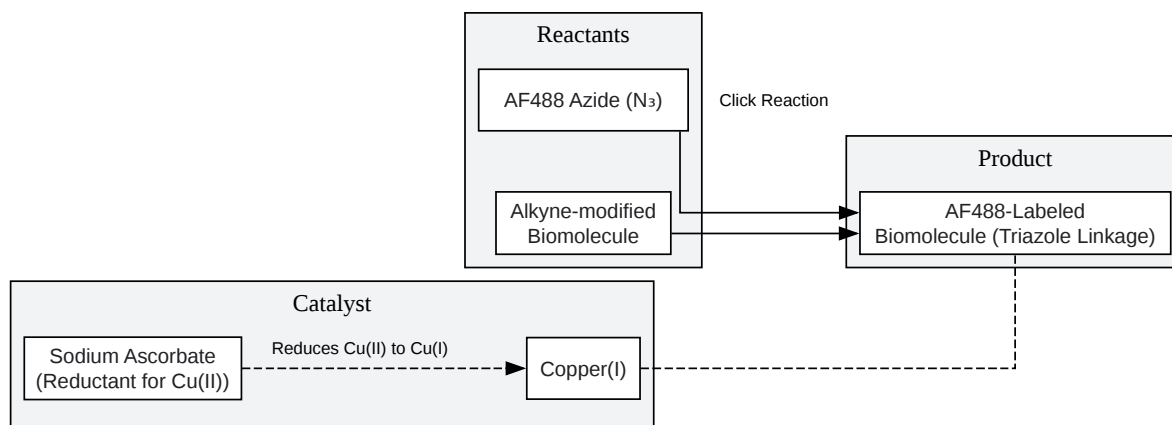 Reactants
AF488 Azide (N₃)
Click Reaction
Alkyne-modified
Biomolecule
Product
AF488-Labeled
Biomolecule (Triazole Linkage)
Catalyst
Sodium Ascorbate
(Reductant for Cu(II))
Reduces Cu(II) to Cu(I)
Copper(I)